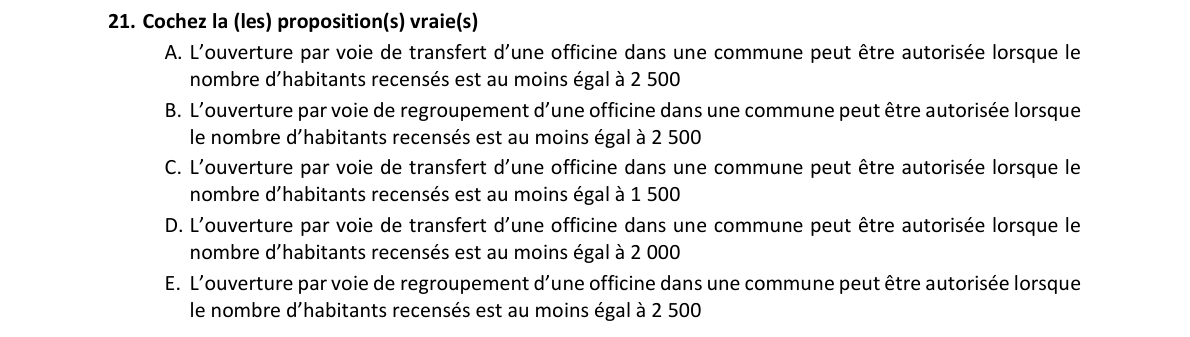 21. Cochez la (les) proposition(s) vraie(s)
A. L’ouverture par voie de transfert d’une officine dans une commune peut être autorisée lorsque le
nombre d’habitants recensés est au moins égal à 2 500
B. L’ouverture par voie de regroupement d’une officine dans une commune peut être autorisée lorsque
le nombre d’habitants recensés est au moins égal à 2 500
C. L’ouverture par voie de transfert d’une officine dans une commune peut être autorisée lorsque le
nombre d’habitants recensés est au moins égal à 1 500
D. L’ouverture par voie de transfert d’une officine dans une commune peut être autorisée lorsque le
nombre d’habitants recensés est au moins égal à 2 000
E. L’ouverture par voie de regroupement d’une officine dans une commune peut être autorisée lorsque
le nombre d’habitants recensés est au moins égal à 2 500